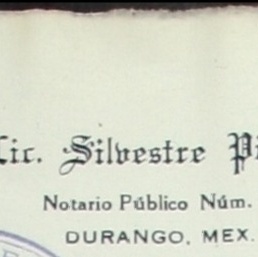 Lic. Silvestre
Notario Público Núm.
DURANGO, MEX.